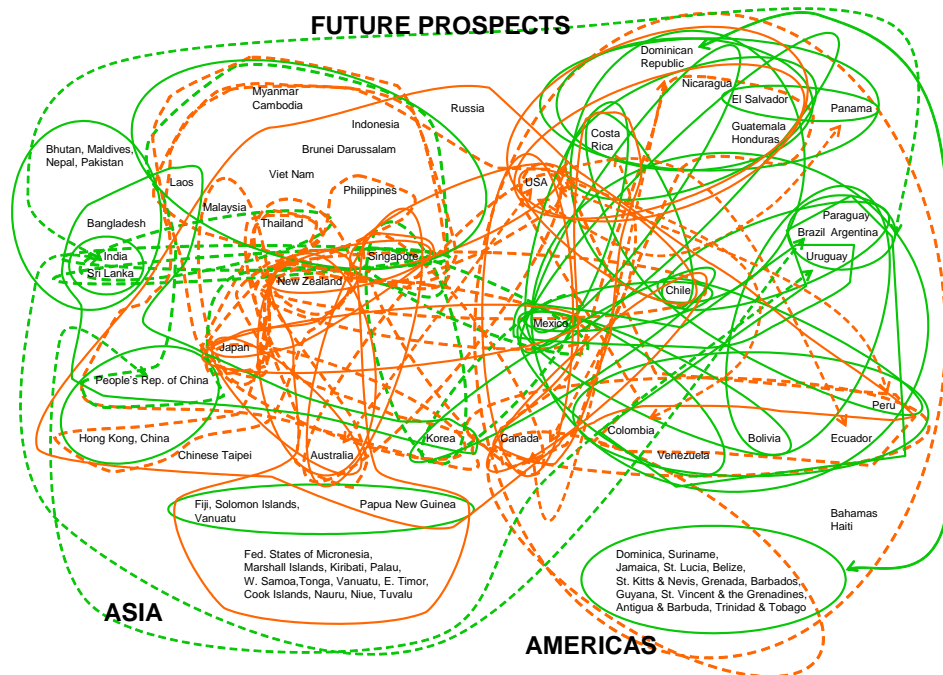 FUTURE PROSPECTS
Dominican
Republic
Nicaragua
Myanmar
Cambodia
El Salvador
Panama
Russia
Indonesia
Costa
Rica
Guatemala
Honduras
Bhutan, Maldives,
Nepal, Pakistan
Brunei Darussalam
Laos
Viet Nam
USA
Philippines
Malaysia
Bangladesh
Thailand
Paraguay
Brazil Argentina
India
Singapore
Uruguay
Sri Lanka
New Zealand
Chile
Mexico
Japan
People's Rep. of China
Peru
Hong Kong, China
Korea
Canada
Colombia
Bolivia
Ecuador
Chinese Taipei
Australia
Venezuela
Fiji, Solomon Islands,
Vanuatu
Papua New Guinea
Bahamas
Haiti
Fed. States of Micronesia,
Marshall Islands, Kiribati, Palau,
W. Samoa,Tonga, Vanuatu, E. Timor,
Cook Islands, Nauru, Niue, Tuvalu
Dominica, Suriname,
Jamaica, St. Lucia, Belize,
St. Kitts & Nevis, Grenada, Barbados,
Guyana, St. Vincent & the Grenadines,
Antigua & Barbuda, Trinidad & Tobago
ASIA
AMERICAS